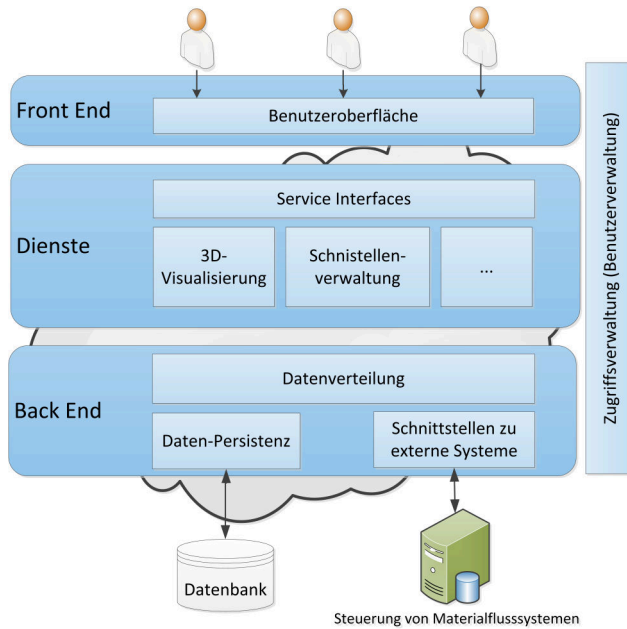 Front End
Benutzeroberfläche
Dienste
Service Interfaces
3D-
Visualisierung
Schnistellen-
verwaltung
...
Back End
Datenverteilung
Daten-Persistenz
Schnittstellen zu
externe Systeme
Zugriffsverwaltung (Benutzerverwaltung)
Datenbank
Steuerung von Materialflusssystemen